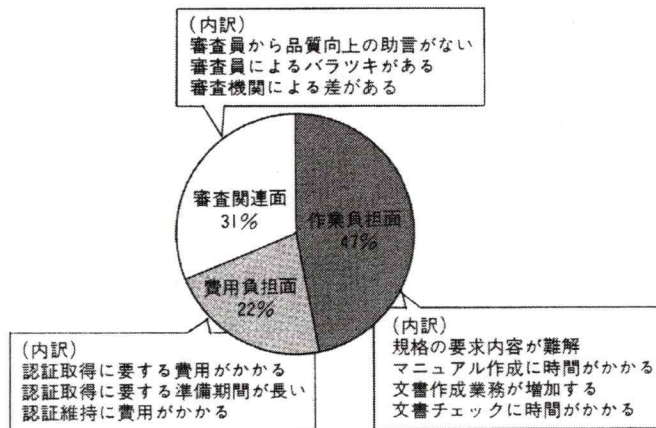 (内訳)
審査員から品質向上の助言がない
審査員によるバラツキがある
審査機関による差がある
審査関連面
31%
作業負担面
47%
費用負担面
22%
(内訳)
認証取得に要する費用がかかる
認証取得に要する準備期間が長い
認証維持に費用がかかる
(内訳)
規格の要求内容が難解
マニュアル作成に時間がかかる
文書作成業務が増加する
文書チェックに時間がかかる